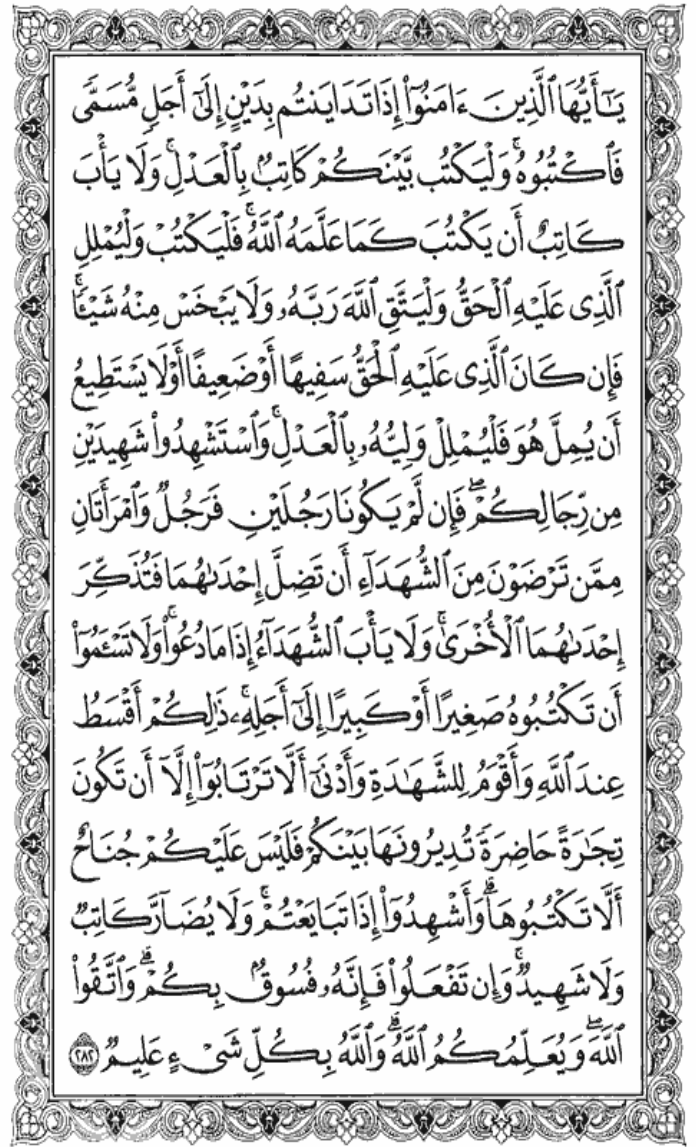 يَـٰٓأَيُّهَا ٱلَّذِينَ ءَامَنُوٓا۟ إِذَا تَدَايَنتُم بِدَيْنٍ إِلَىٰٓ أَجَلٍ مُّسَمًّى
فَٱكْتُبُوهُ ۚ وَلْيَكْتُب بَّيْنَكُمْ كَاتِبٌۢ بِٱلْعَدْلِ ۚ وَلَا يَأْبَ
كَاتِبٌ أَن يَكْتُبَ كَمَا عَلَّمَهُ ٱللَّهُ ۚ فَلْيَكْتُبْ وَلْيُمْلِلِ
ٱلَّذِى عَلَيْهِ ٱلْحَقُّ وَلْيَتَّقِ ٱللَّهَ رَبَّهُۥ وَلَا يَبْخَسْ مِنْهُ شَيْـًٔا ۚ
فَإِن كَانَ ٱلَّذِى عَلَيْهِ ٱلْحَقُّ سَفِيهًا أَوْ ضَعِيفًا أَوْ لَا يَسْتَطِيعُ
أَن يُمِلَّ هُوَ فَلْيُمْلِلْ وَلِيُّهُۥ بِٱلْعَدْلِ ۚ وَٱسْتَشْهِدُوا۟ شَهِيدَيْنِ
مِن رِّجَالِكُمْ ۖ فَإِن لَّمْ يَكُونَا رَجُلَيْنِ فَرَجُلٌ وَٱمْرَأَتَانِ
مِمَّن تَرْضَوْنَ مِنَ ٱلشُّهَدَآءِ أَن تَضِلَّ إِحْدَىٰهُمَا فَتُذَكِّرَ
إِحْدَىٰهُمَا ٱلْأُخْرَىٰ ۚ وَلَا يَأْبَ ٱلشُّهَدَآءُ إِذَا مَا دُعُوا۟ ۚ وَلَا تَسْـَٔمُوٓا۟
أَن تَكْتُبُوهُ صَغِيرًا أَوْ كَبِيرًا إِلَىٰٓ أَجَلِهِۦ ۚ ذَٰلِكُمْ أَقْسَطُ
عِندَ ٱللَّهِ وَأَقْوَمُ لِلشَّهَـٰدَةِ وَأَدْنَىٰٓ أَلَّا تَرْتَابُوٓا۟ ۖ إِلَّآ أَن تَكُونَ
تِجَـٰرَةً حَاضِرَةً تُدِيرُونَهَا بَيْنَكُمْ فَلَيْسَ عَلَيْكُمْ جُنَاحٌ
أَلَّا تَكْتُبُوهَا ۗ وَأَشْهِدُوٓا۟ إِذَا تَبَايَعْتُمْ ۚ وَلَا يُضَآرَّ كَاتِبٌ
وَلَا شَهِيدٌ ۚ وَإِن تَفْعَلُوا۟ فَإِنَّهُۥ فُسُوقٌۢ بِكُمْ ۗ وَٱتَّقُوا۟
ٱللَّهَ ۖ وَيُعَلِّمُكُمُ ٱللَّهُ ۗ وَٱللَّهُ بِكُلِّ شَىْءٍ عَلِيمٌ ٢٨٢